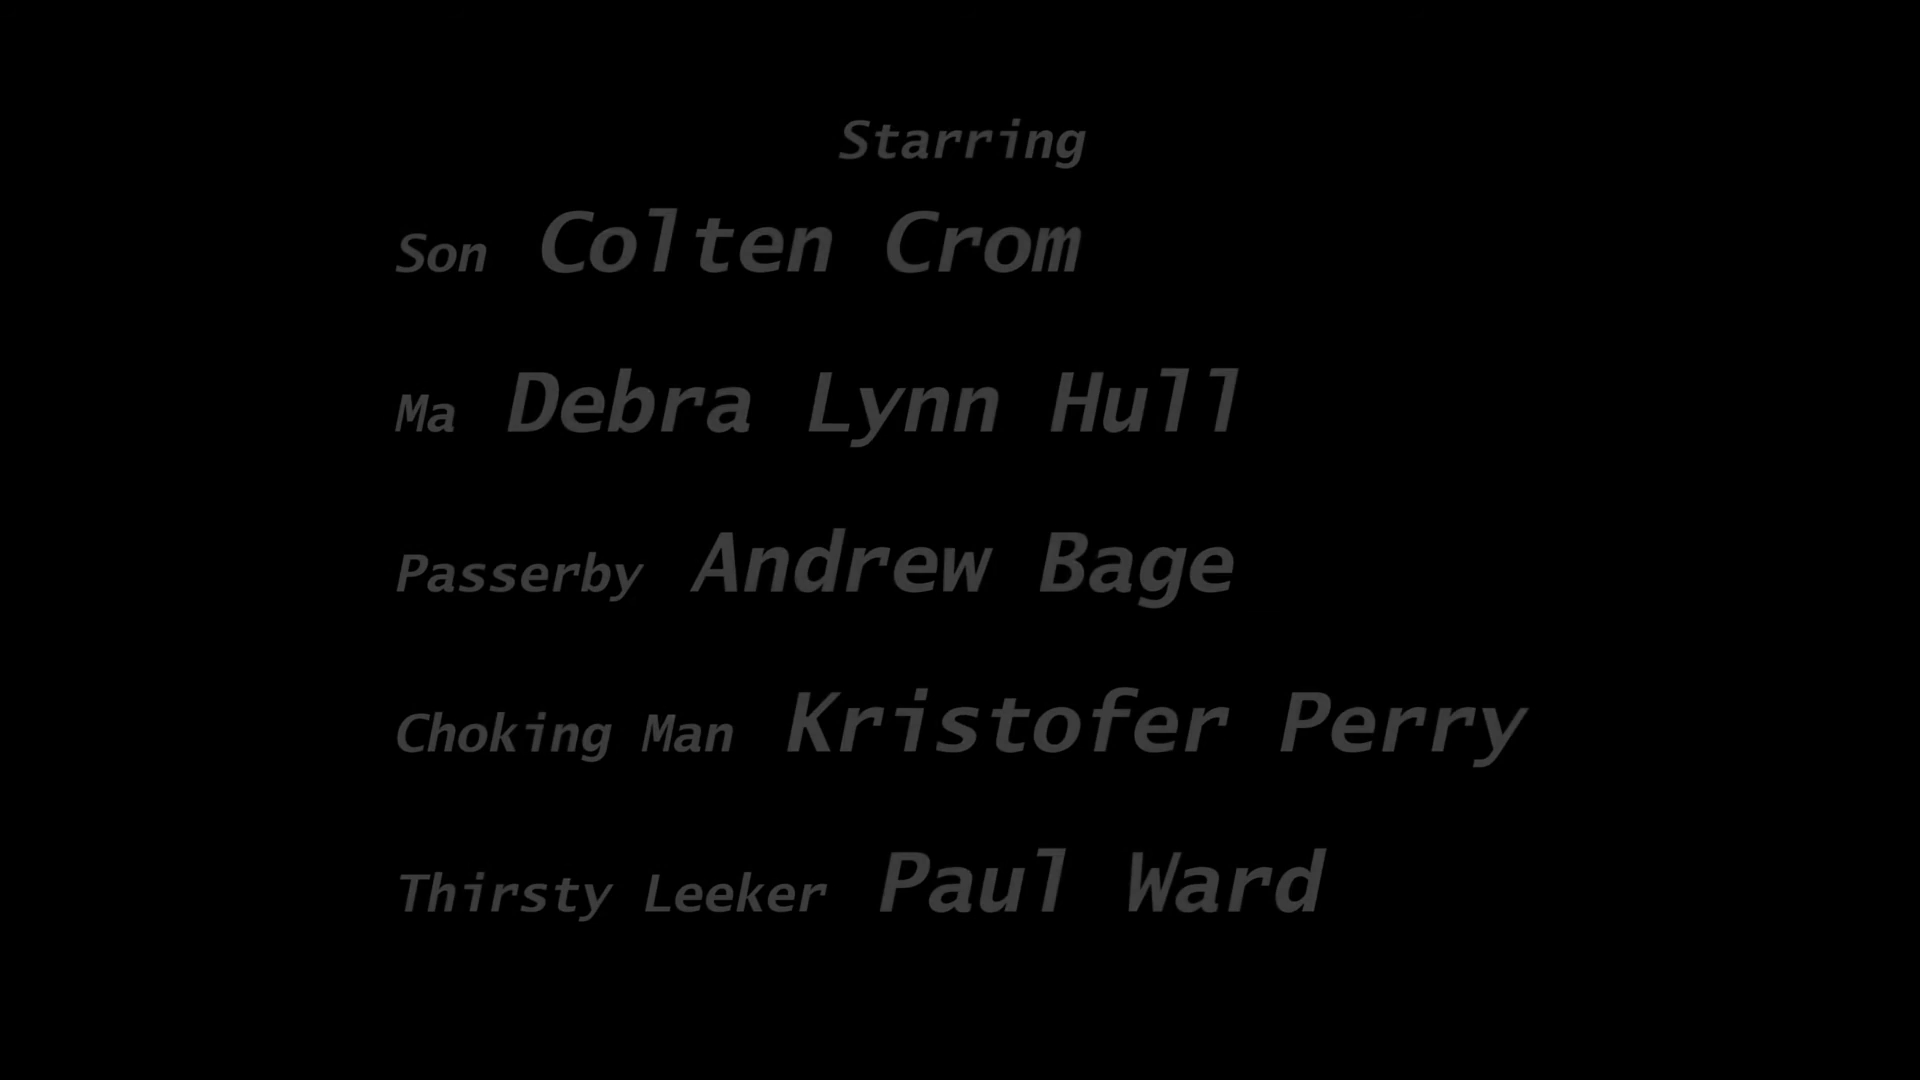 Starring
Son Colten Crom
Ma Debra Lynn Hull
Passerby Andrew Bage
Choking Man Kristofer Perry
Thirsty Leeker Paul Ward